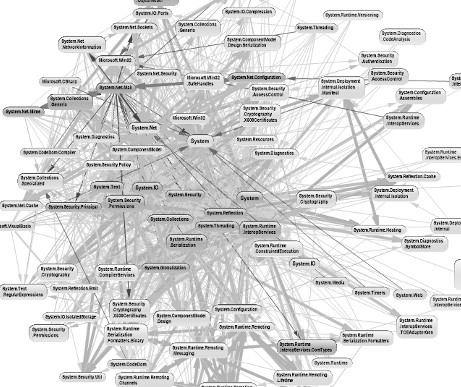 System.IO.Ports
System.IO.Compression
System.Runtime.Versioning
System.Net.Sockets
System.Collections
Generic
System.Threading
System.Net
NetworkInformation
System.ComponentModel
Design.Serialization
System.Diagnostics
CodeAnalysis
Microsoft.Win32
System.Security
Authentication
System.Net.Security
Microsoft.Win32
SafeHandles
System.Net.Configuration
System.Security
AccessControl
Microsoft.CSharp
System.Net.Mail
System.Security
AccessControl
System.Deployment
Internal.Isolation
Manifest
System.Configuration
Assemblies
System.Collections
Generic
System.Net.Mime
System.Security
Cryptography
X509Certificates
Microsoft.Win32
System.Runtime
InteropServices
System.Net
System.Diagnostics
System
System.Resources
System.CodeDom.Compiler
System.ComponentModel
System.Diagnostics
System.Runtime
System.Security.Policy
System.Collections
Specialized
System.Reflection.Cache
System.Text
System.IO
System.Security
System
System.Security
Cryptography
System.Deployment
Internal.Isolation
System.Net.Cache
System.Security.Principal
System.Security
Permissions
System.Collections
System.Reflection
System.Threading
System.Runtime
InteropServices
System.Runtime.Hosting
System.Runtime
Serialization
System.Diagnostics
SymbolStore
System.Runtime
ConstrainedExecution
System.IO
System.Security
Cryptography
System.Runtime
CompilerServices
System.Globalization
System.Media
System.Timers
System.Web
System.Text
RegularExpressions
System.Reflection.Emit
System.Security
Cryptography
X509Certificates
System.IO.IsolatedStorage
System.ComponentModel
Design
System.Configuration
System.Runtime.Remoting
System.Runtime
InteropServices
TCEAdapterGen
System.Security
Permissions
System.Runtime
Serialization
Formatters.Binary
System.Runtime.Remoting
Messaging
System.Runtime
InteropServices.ComTypes
System.Runtime
Serialization.Formatters
System.CodeDom
System.Runtime
System.Security.Util
System.Runtime.Remoting
Channels
System.Runtime.Remoting
Lifetime